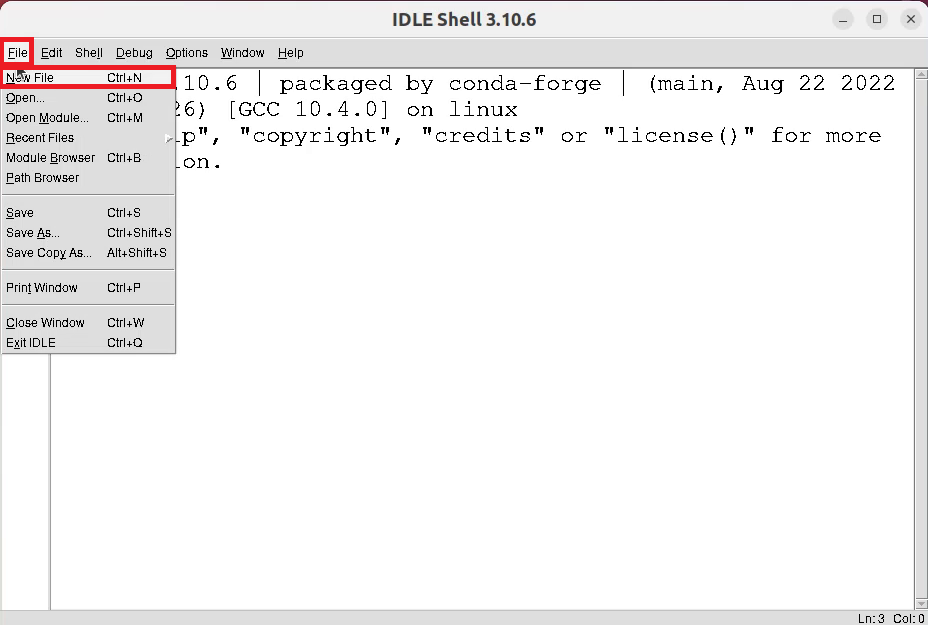 IDLE Shell 3.10.6
File Edit Shell Debug Options Window Help
New File Ctrl+N
Open... Ctrl+O
Open Module... Ctrl+M
Recent Files
Module Browser Ctrl+B
Path Browser
Save Ctrl+S
Save As... Ctrl+Shift+S
Save Copy As... Alt+Shift+S
Print Window Ctrl+P
Close Window Ctrl+W
Exit IDLE Ctrl+Q
.10.6 | packaged by conda-forge | (main, Aug 22 2022
26) [GCC 10.4.0] on linux
lp", "copyright", "credits" or "license()" for more
on.
Ln: 3 Col: 0